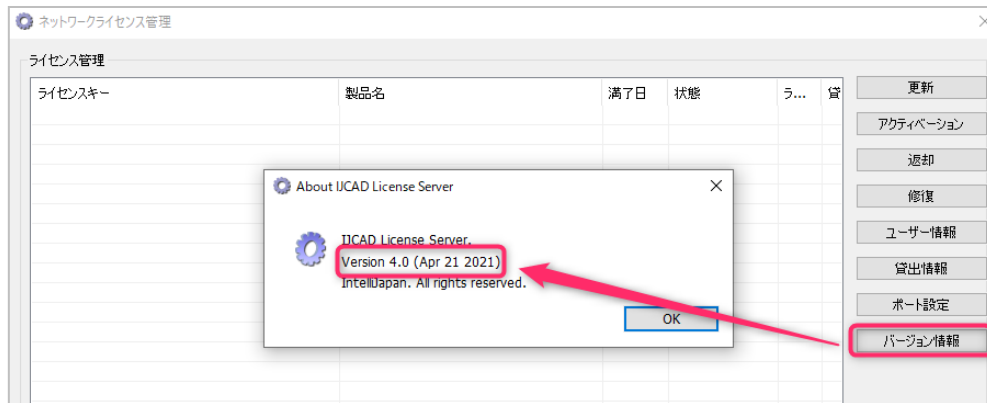 ネットワークライセンス管理
ライセンス管理
ライセンスキー 製品名 満了日 状態 ラ... 貸
更新
アクティベーション
返却
修復
ユーザー情報
貸出情報
ポート設定
バージョン情報
About IJCAD License Server
IJCAD License Server.
Version 4.0 (Apr 21 2021)
IntelliJapan. All rights reserved.
OK